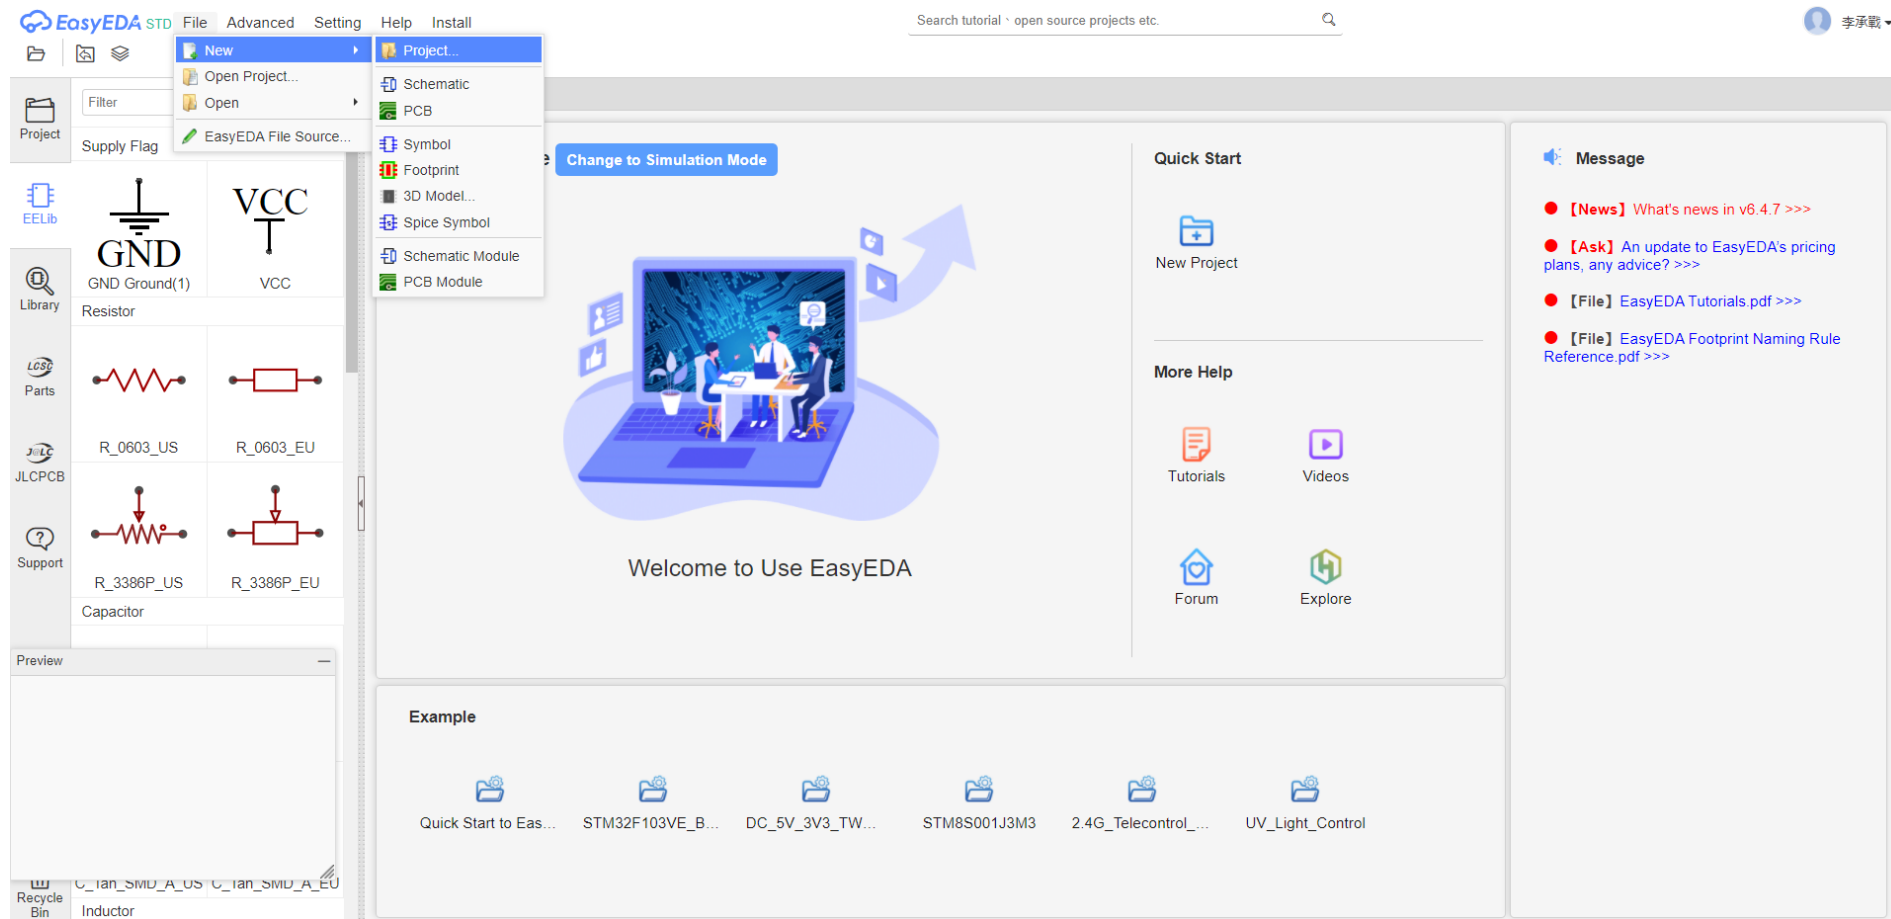 EasyEDA STD File Advanced Setting Help Install
Search tutorial、open source projects etc.
李承戰
New
Open Project...
Open
EasyEDA File Source...
Project...
Schematic
PCB
Symbol
Footprint
3D Model...
Spice Symbol
Schematic Module
PCB Module
Project
EELib
Library
LCSC
Parts
J@LC
JLCPCB
Support
Recycle
Bin
Filter
Supply Flag
GND
VCC
GND Ground(1)
VCC
Resistor
R_0603_US
R_0603_EU
R_3386P_US
R_3386P_EU
Capacitor
Preview
C_Tan_SMD_A_US C_Tan_SMD_A_EU
Inductor
e Change to Simulation Mode
Welcome to Use EasyEDA
Quick Start
New Project
More Help
Tutorials
Videos
Forum
Explore
Message
【News】What's news in v6.4.7 >>>
【Ask】An update to EasyEDA's pricing
plans, any advice? >>>
【File】EasyEDA Tutorials.pdf >>>
【File】EasyEDA Footprint Naming Rule
Reference.pdf >>>
Example
Quick Start to Eas...
STM32F103VE_B...
DC_5V_3V3_TW...
STM8S001J3M3
2.4G_Telecontrol_...
UV_Light_Control